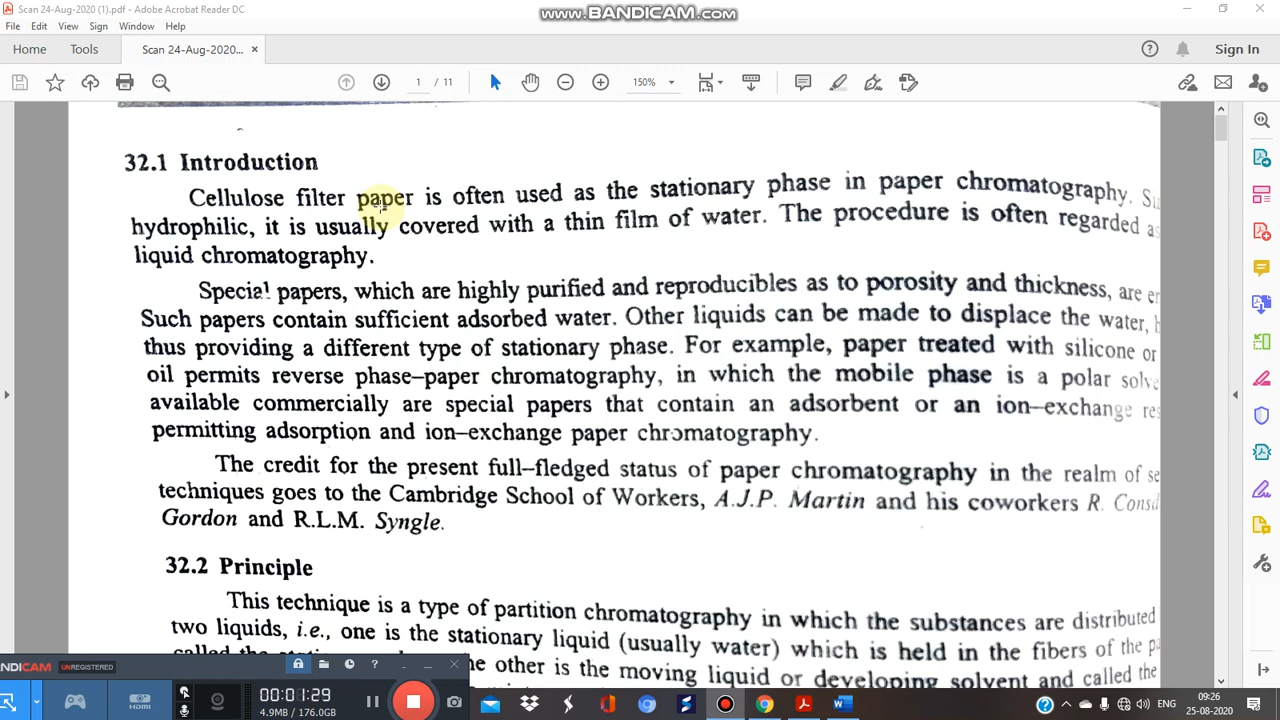 Scan 24-Aug-2020 (1).pdf - Adobe Acrobat Reader DC
www.BANDICAM.com
File Edit View Sign Window Help
Home Tools Scan 24-Aug-2020... × Sign In
1 / 11 150%
32.1 Introduction
Cellulose filter paper is often used as the stationary phase in paper chromatography.
hydrophilic, it is usually covered with a thin film of water. The procedure is often regarded as
liquid chromatography.
Special papers, which are highly purified and reproducibles as to porosity and thickness, are
Such papers contain sufficient adsorbed water. Other liquids can be made to displace the water,
thus providing a different type of stationary phase. For example, paper treated with silicone or
oil permits reverse phase–paper chromatography, in which the mobile phase is a polar
available commercially are special papers that contain an adsorbent or an ion–exchange
permitting adsorption and ion–exchange paper chromatography.
The credit for the present full–fledged status of paper chromatography in the realm of
techniques goes to the Cambridge School of Workers, A.J.P. Martin and his coworkers R.
Gordon and R.L.M. Syngle.
32.2 Principle
This technique is a type of partition chromatography in which the substances are distributed
two liquids, i.e., one is the stationary liquid (usually water) which is held in the fibers of the
called the other is the moving liquid or developing solvent and called the
ANDICAM UNREGISTERED
00:01:29
4.9MB / 176.0GB
HDMI
09:26
25-08-2020